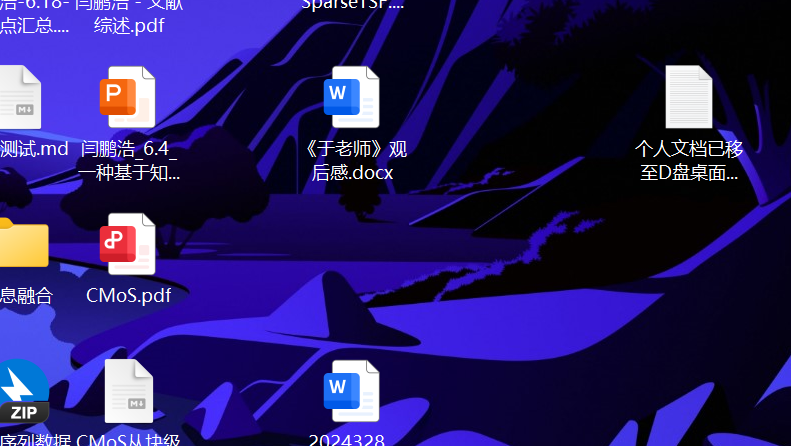 浩-6.18-
点汇总....
闫鹏浩 - 文献
综述.pdf
SparseTSF....
测试.md
闫鹏浩_6.4_
一种基于知...
《于老师》观
后感.docx
个人文档已移
至D盘桌面...
息融合
CMoS.pdf
ZIP
序列数据
CMoS从块级
2024328